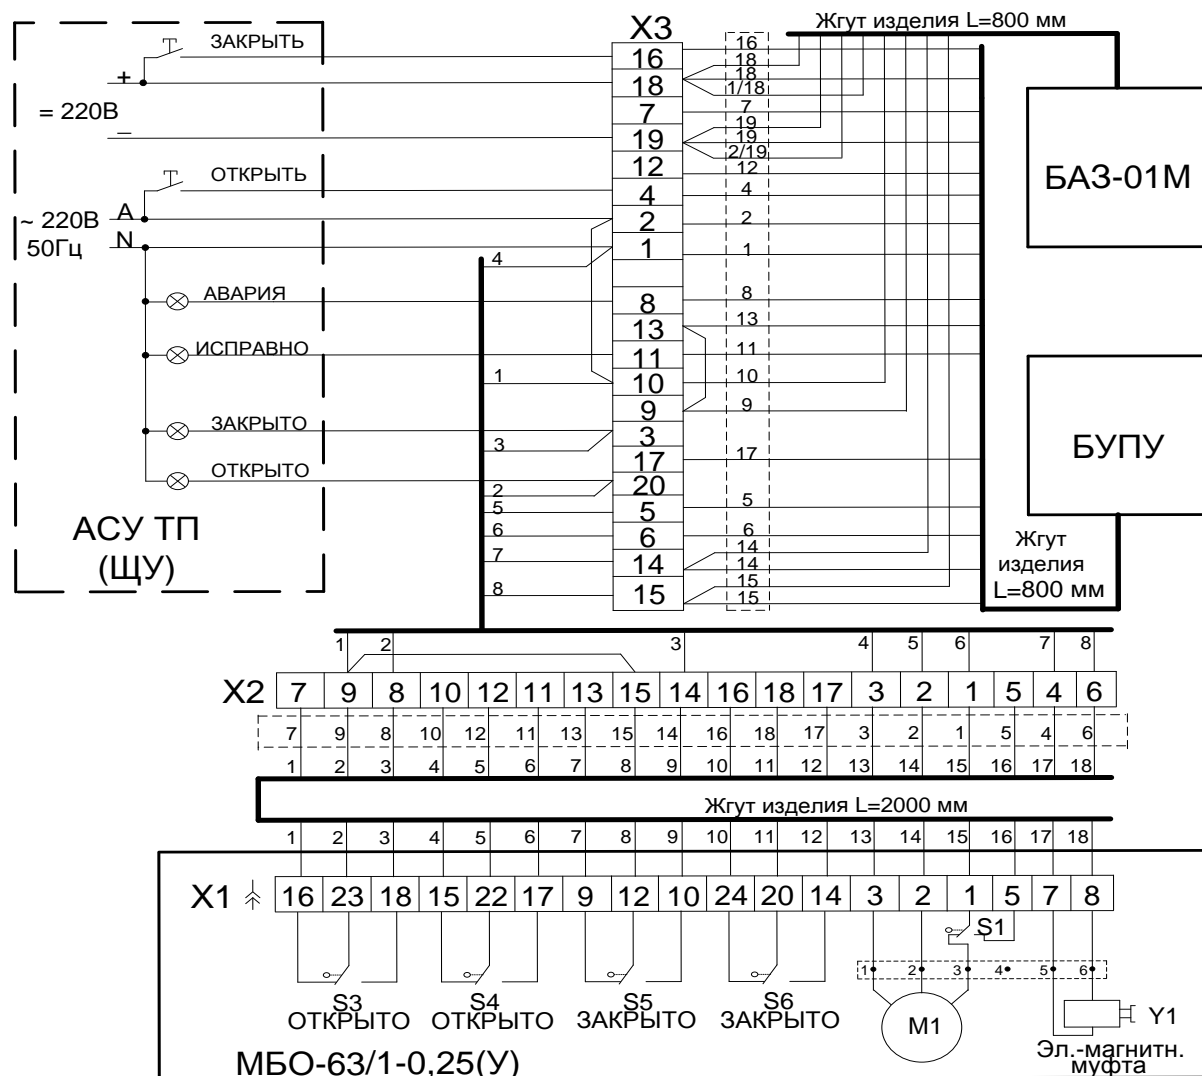 Жгут изделия L=800 мм
X3
ЗАКРЫТЬ
+
= 220В
−
ОТКРЫТЬ
~ 220В A
50Гц N
АВАРИЯ
ИСПРАВНО
ЗАКРЫТО
ОТКРЫТО
АСУ ТП
(ЩУ)
4
1
3
2
5
6
7
8
16
18
7
19
12
4
2
1
8
13
11
10
9
3
17
20
5
6
14
15
16
18
18
1/18
7
19
19
2/19
12
4
2
1
8
13
11
10
9
17
5
6
14
14
15
15
БАЗ-01М
БУПУ
Жгут
изделия
L=800 мм
1 2 3 4 5 6 7 8
X2 7 9 8 10 12 11 13 15 14 16 18 17 3 2 1 5 4 6
7 9 8 10 12 11 13 15 14 16 18 17 3 2 1 5 4 6
1 2 3 4 5 6 7 8 9 10 11 12 13 14 15 16 17 18
Жгут изделия L=2000 мм
1 2 3 4 5 6 7 8 9 10 11 12 13 14 15 16 17 18
X1 16 23 18 15 22 17 9 12 10 24 20 14 3 2 1 5 7 8
S1
1 2 3 4 5 6
S3 S4 S5 S6
ОТКРЫТО ОТКРЫТО ЗАКРЫТО ЗАКРЫТО
М1
Y1
Эл.-магнитн.
муфта
МБО-63/1-0,25(У)